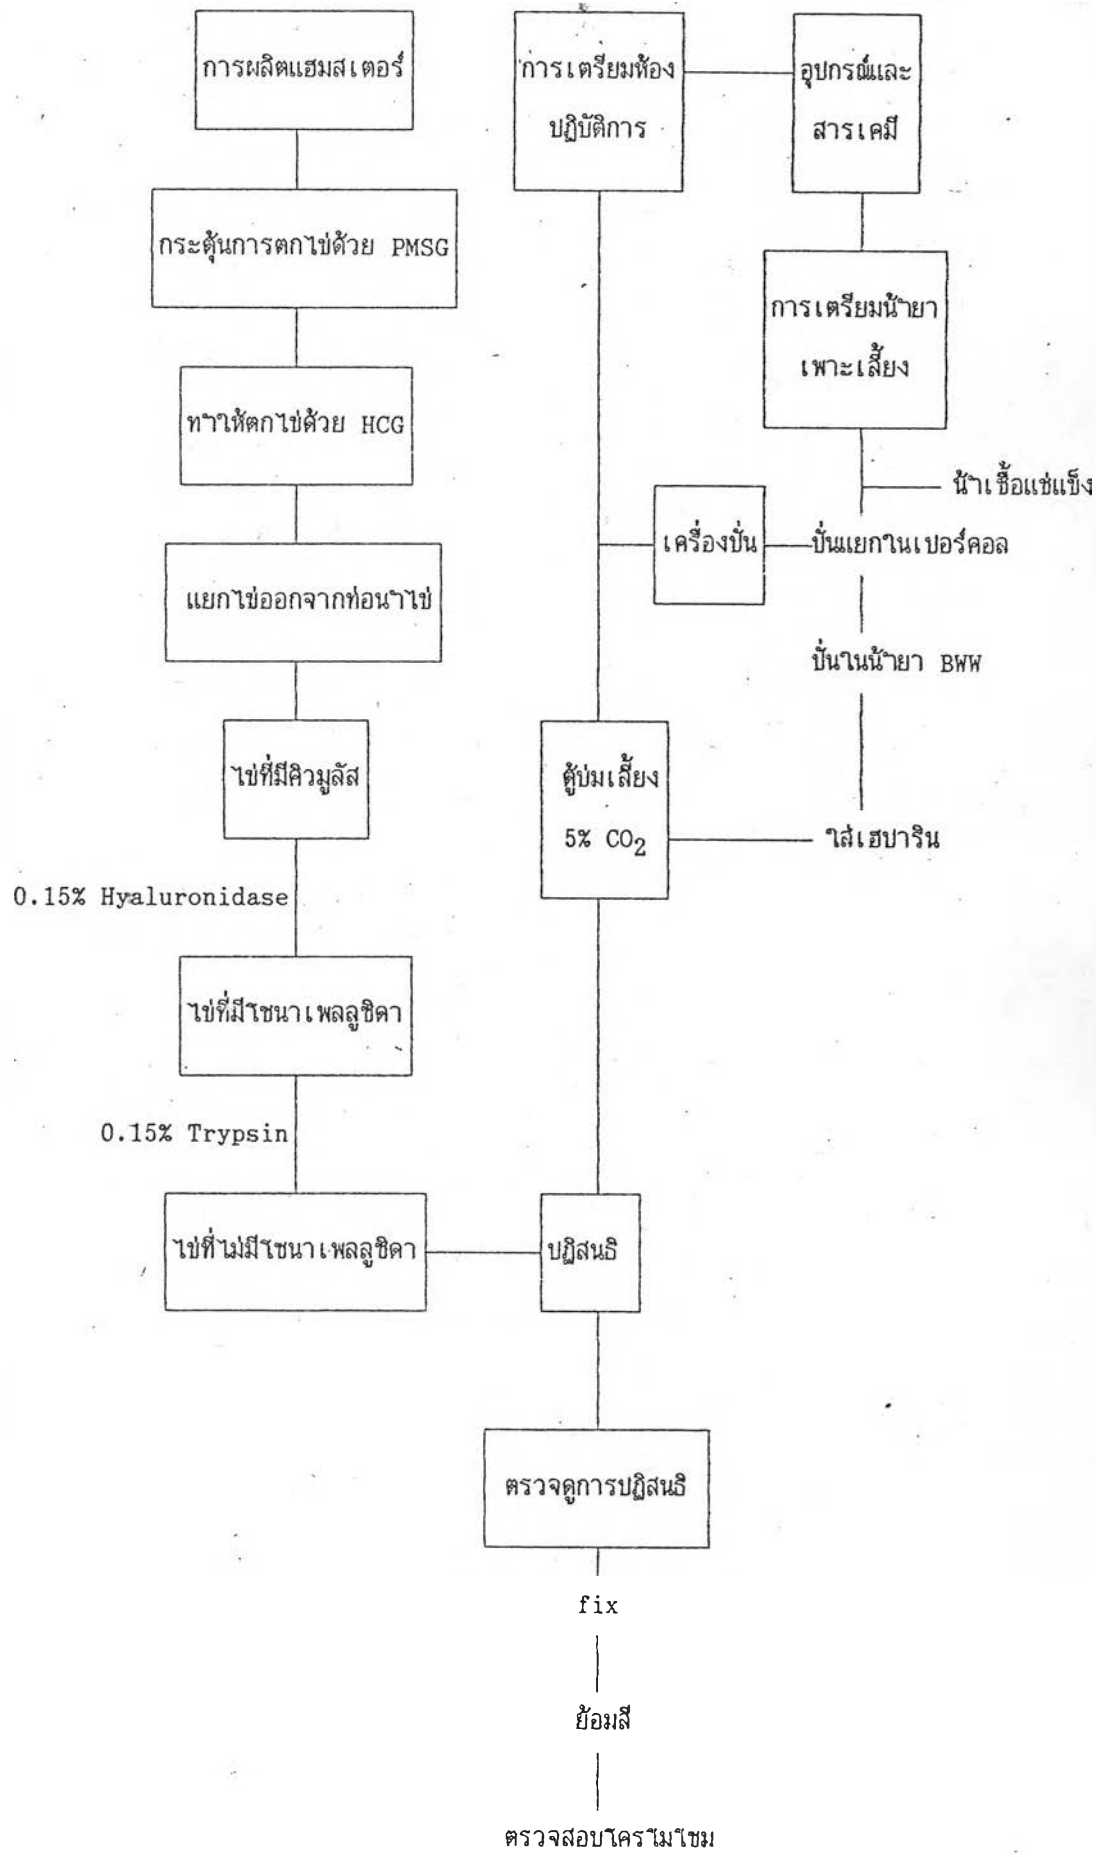 การผลิตแฮมสเตอร์
กระตุ้นการตกไข่ด้วย PMSG
ทำให้ตกไข่ด้วย HCG
แยกไข่ออกจากท่อนำไข่
ไข่ที่มีคิวมูลัส
0.15% Hyaluronidase
ไข่ที่มีโซนาเพลลูซิดา
0.15% Trypsin
ไข่ที่ไม่มีโซนาเพลลูซิดา
การเตรียมห้อง
ปฏิบัติการ
อุปกรณ์และ
สารเคมี
การเตรียมน้ำยา
เพาะเลี้ยง
น้ำเชื้อแช่แข็ง
เครื่องปั่น
ปั่นแยกในเปอร์คอล
ปั่นในน้ำยา BWW
ใส่เฮปาริน
ตู้บ่มเลี้ยง
5% CO2
ปฏิสนธิ
ตรวจดูการปฏิสนธิ
fix
ย้อมสี
ตรวจสอบโครโมโซม